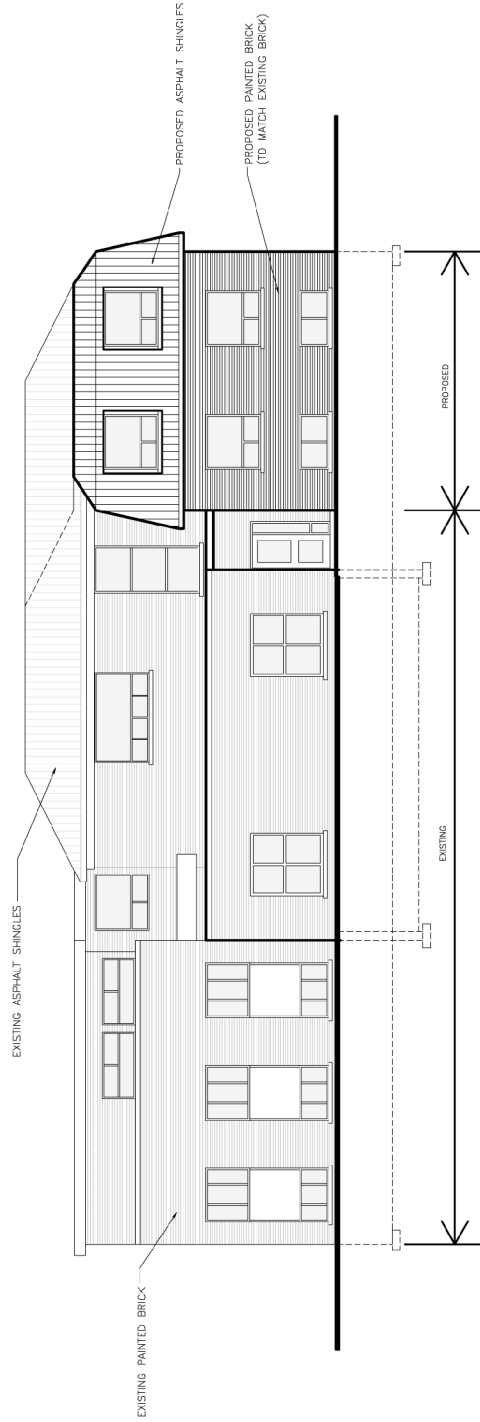 EXISTING PAINTED BRICK
EXISTING ASPHALT SHINGLES
PROPOSED ASPHALT SHINGLES
PROPOSED PAINTED BRICK
(TO MATCH EXISTING BRICK)
EXISTING
PROPOSED